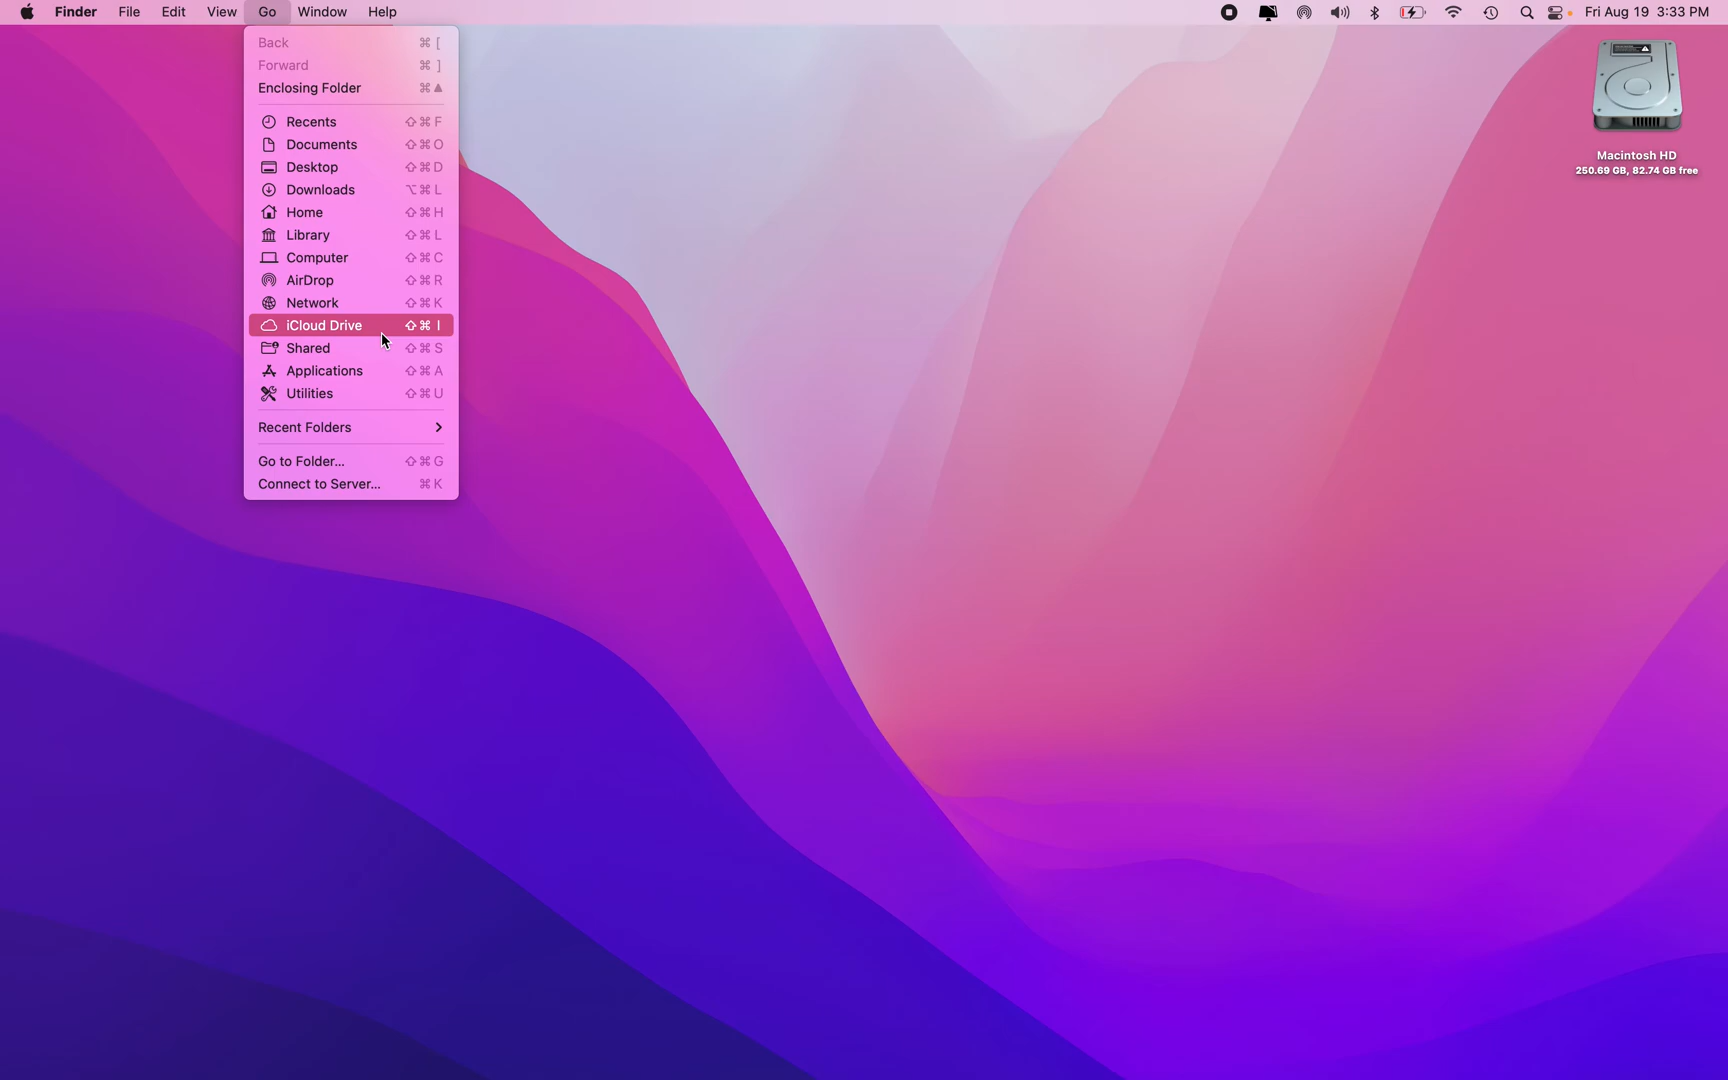 Finder File Edit View Go Window Help Fri Aug 19 3:33 PM
Back ⌘ [
Forward ⌘ ]
Enclosing Folder ⌘ ▲
Recents ⇧ ⌘ F
Documents ⇧ ⌘ O
Desktop ⇧ ⌘ D
Downloads ⌥ ⌘ L
Home ⇧ ⌘ H
Library ⇧ ⌘ L
Computer ⇧ ⌘ C
AirDrop ⇧ ⌘ R
Network ⇧ ⌘ K
iCloud Drive ⇧ ⌘ I
Shared ⇧ ⌘ S
Applications ⇧ ⌘ A
Utilities ⇧ ⌘ U
Recent Folders
Go to Folder... ⇧ ⌘ G
Connect to Server... ⌘ K
Macintosh HD
250.69 GB, 82.74 GB free